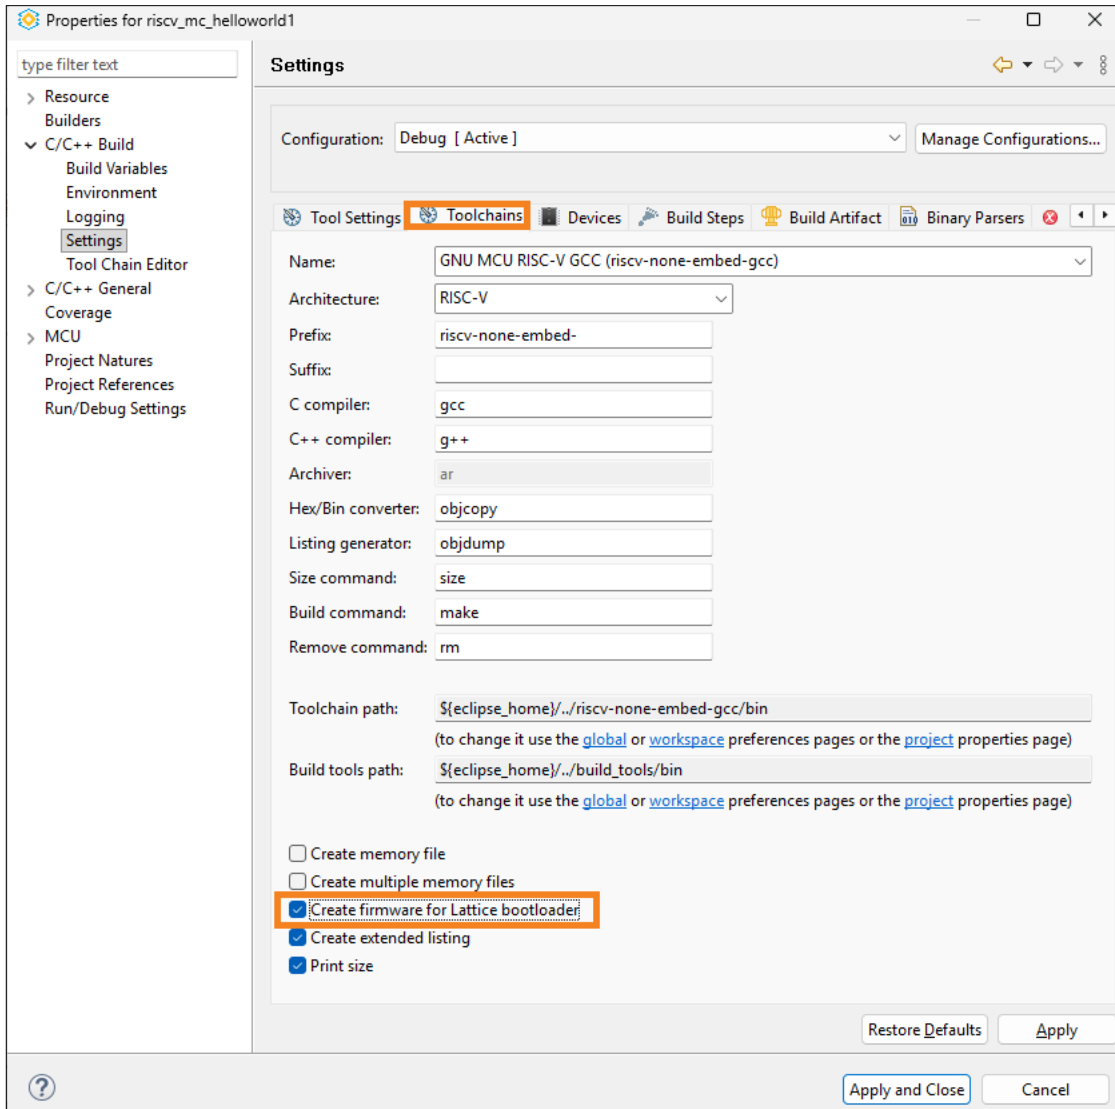 Properties for riscv_mc_helloworld1
type filter text
Resource
Builders
C/C++ Build
Build Variables
Environment
Logging
Settings
Tool Chain Editor
C/C++ General
Coverage
MCU
Project Natures
Project References
Run/Debug Settings
Settings
Configuration: Debug [ Active ] Manage Configurations...
Tool Settings Toolchains Devices Build Steps Build Artifact Binary Parsers
Name: GNU MCU RISC-V GCC (riscv-none-embed-gcc)
Architecture: RISC-V
Prefix: riscv-none-embed-
Suffix:
C compiler: gcc
C++ compiler: g++
Archiver: ar
Hex/Bin converter: objcopy
Listing generator: objdump
Size command: size
Build command: make
Remove command: rm
Toolchain path: ${eclipse_home}/../riscv-none-embed-gcc/bin
(to change it use the global or workspace preferences pages or the project properties page)
Build tools path: ${eclipse_home}/../build_tools/bin
(to change it use the global or workspace preferences pages or the project properties page)
Create memory file
Create multiple memory files
Create firmware for Lattice bootloader
Create extended listing
Print size
Restore Defaults Apply
Apply and Close Cancel